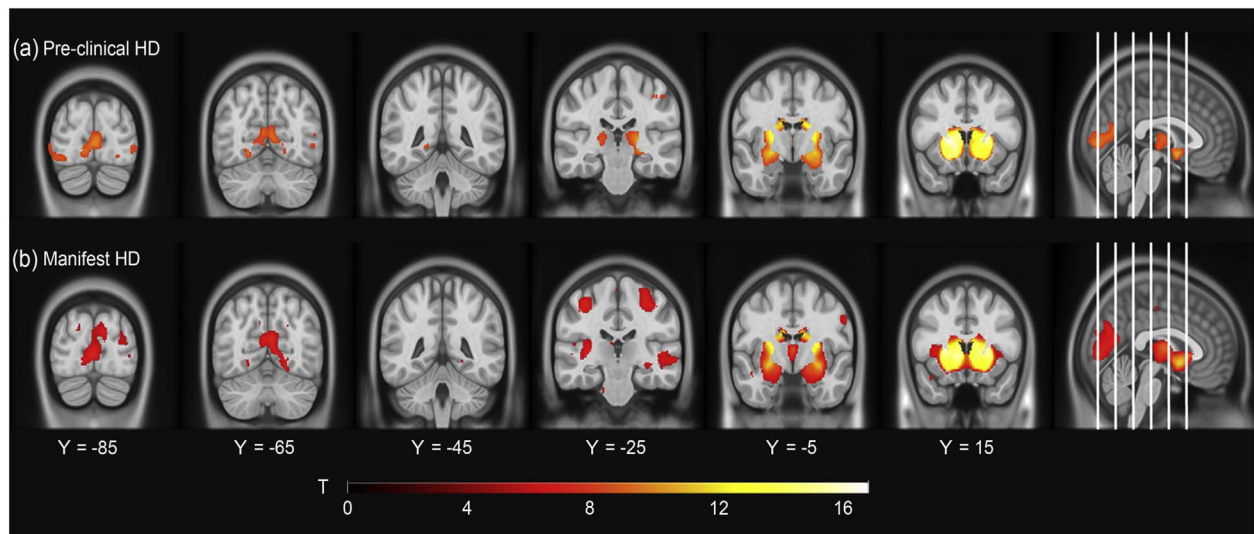 (a) Pre-clinical HD
(b) Manifest HD
Y = -85 Y = -65 Y = -45 Y = -25 Y = -5 Y = 15
T
0 4 8 12 16